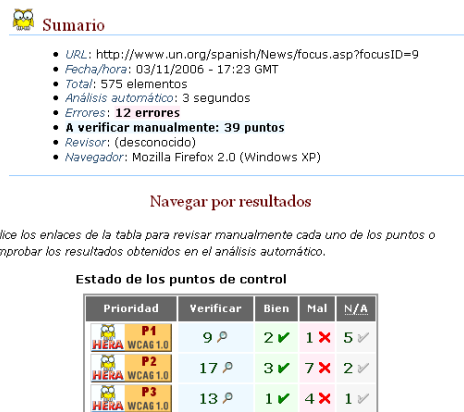 Sumario
URL: http://www.un.org/spanish/News/focus.asp?focusID=9
Fecha/hora: 03/11/2006 - 17:23 GMT
Total: 575 elementos
Análisis automático: 3 segundos
Errores: 12 errores
A verificar manualmente: 39 puntos
Revisor: (desconocido)
Navegador: Mozilla Firefox 2.0 (Windows XP)
Navegar por resultados
lice los enlaces de la tabla para revisar manualmente cada uno de los puntos o
mprobar los resultados obtenidos en el análisis automático.
Estado de los puntos de control
Prioridad Verificar Bien Mal N/A
HERA P1 WCAG 1.0 9 2 ✔ 1 ✘ 5 ✔
HERA P2 WCAG 1.0 17 3 ✔ 7 ✘ 2 ✔
HERA P3 WCAG 1.0 13 1 ✔ 4 ✘ 1 ✔